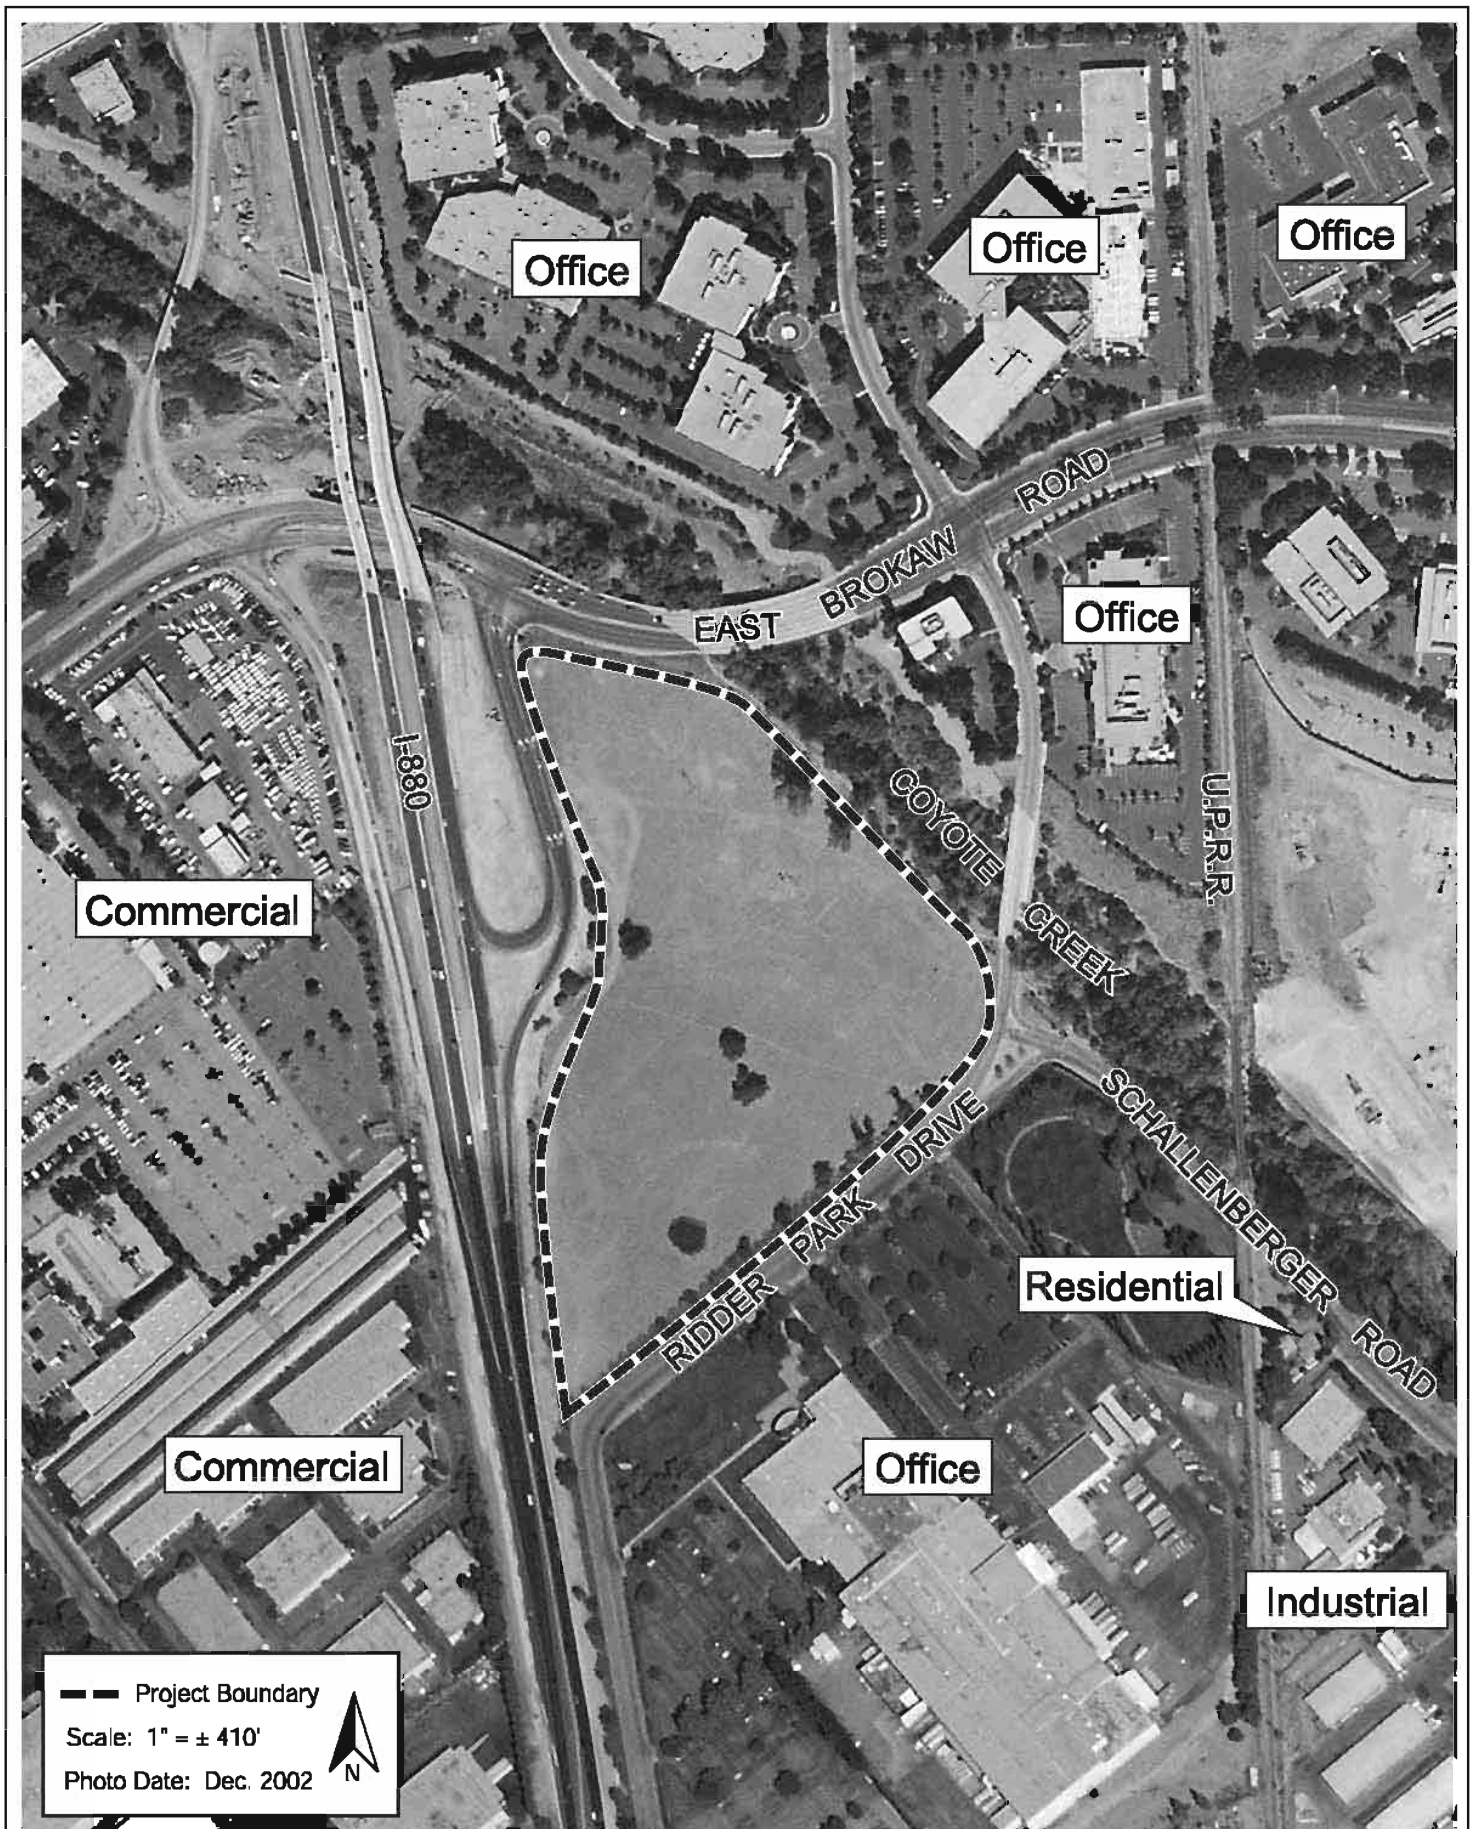 Office
Office
Office
EAST BROKAW ROAD
Office
I-880
COYOTE CREEK
U.P.R.R.
Commercial
SCHALLENBERGER ROAD
RIDDER PARK DRIVE
Residential
Commercial
Office
Industrial
Project Boundary
Scale: 1" = ± 410'
Photo Date: Dec. 2002
N